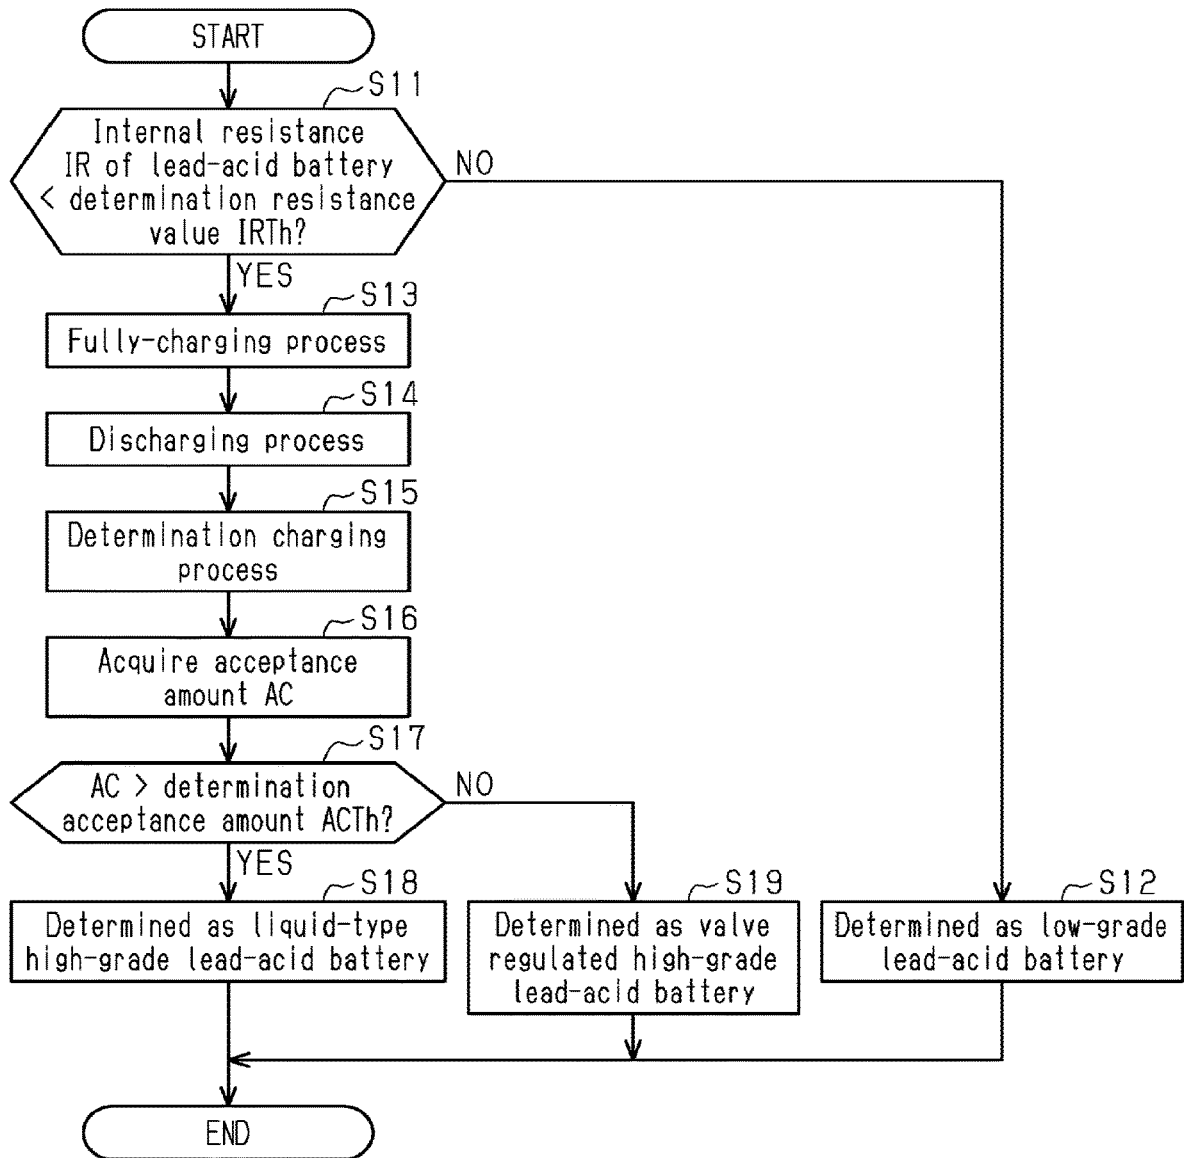 START
S11
Internal resistance
IR of lead-acid battery
< determination resistance
value IRTh?
NO
YES
S13
Fully-charging process
S14
Discharging process
S15
Determination charging
process
S16
Acquire acceptance
amount AC
S17
AC > determination
acceptance amount ACTh?
NO
YES
S18
Determined as liquid-type
high-grade lead-acid battery
S19
Determined as valve
regulated high-grade
lead-acid battery
S12
Determined as low-grade
lead-acid battery
END